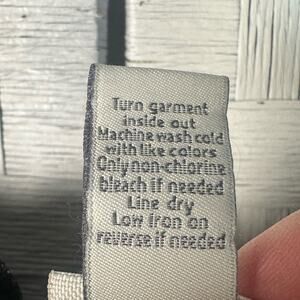 Turn garment
inside out
Machine wash cold
with like colors
Only non-chlorine
bleach if needed
Line dry
Low iron on
reverse if needed